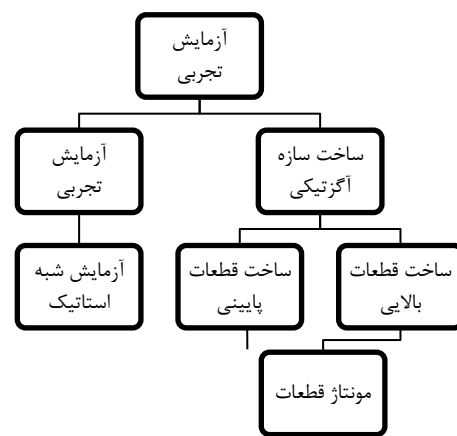 آزمایش
تجربی
ساخت سازه
آگزتیکی
آزمایش
تجربی
ساخت قطعات
بالایی
ساخت قطعات
پایینی
آزمایش شبه
استاتیک
مونتاژ قطعات